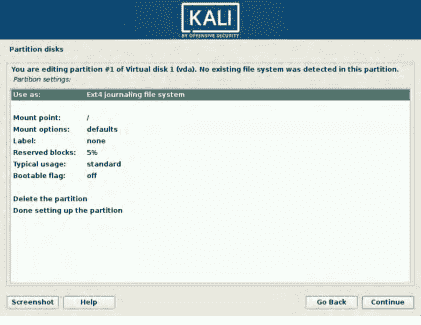 KALI
BY OFFENSIVE SECURITY
Partition disks
You are editing partition #1 of Virtual disk 1 (vda). No existing file system was detected in this partition.
Partition settings:
Use as: Ext4 journaling file system
Mount point: /
Mount options: defaults
Label: none
Reserved blocks: 5%
Typical usage: standard
Bootable flag: off
Delete the partition
Done setting up the partition
Screenshot Help Go Back Continue